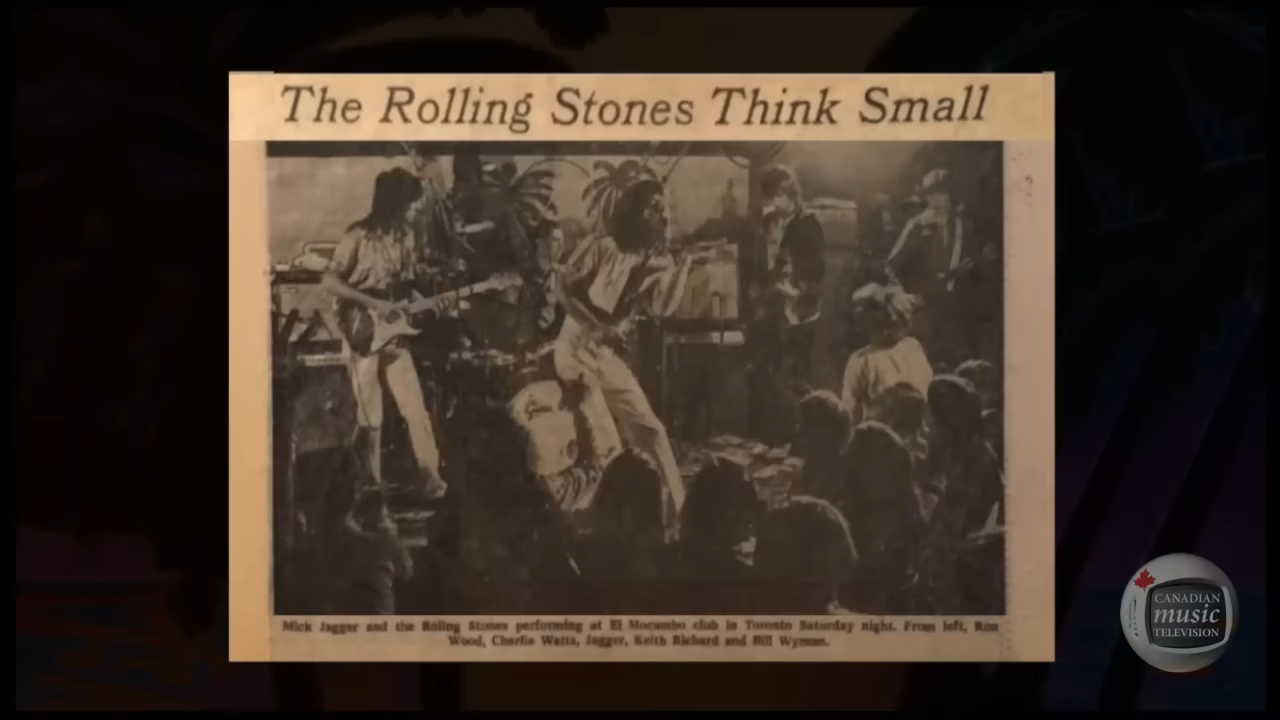 The Rolling Stones Think Small
Mick Jagger and the Rolling Stones performing at El Mocambo club in Toronto Saturday night. From left, Ron
Wood, Charlie Watts, Jagger, Keith Richard and Bill Wyman.
CANADIAN
music
TELEVISION